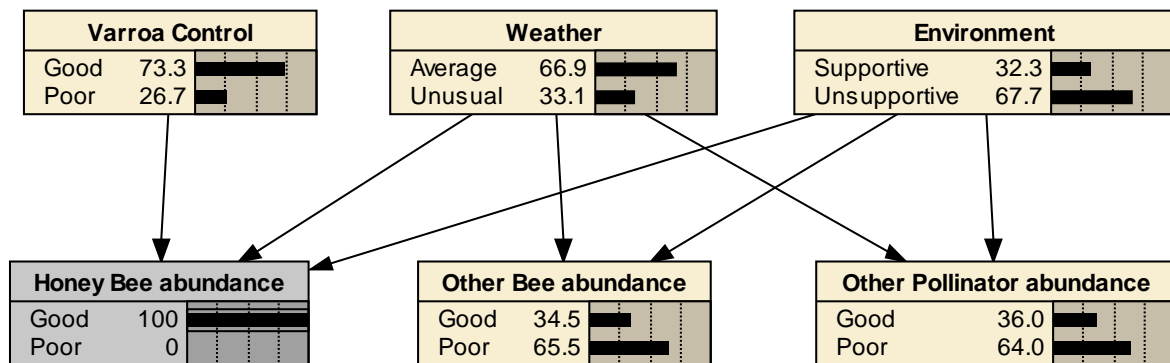 Varroa Control
Good 73.3
Poor 26.7
Weather
Average 66.9
Unusual 33.1
Environment
Supportive 32.3
Unsupportive 67.7
Honey Bee abundance
Good 100
Poor 0
Other Bee abundance
Good 34.5
Poor 65.5
Other Pollinator abundance
Good 36.0
Poor 64.0